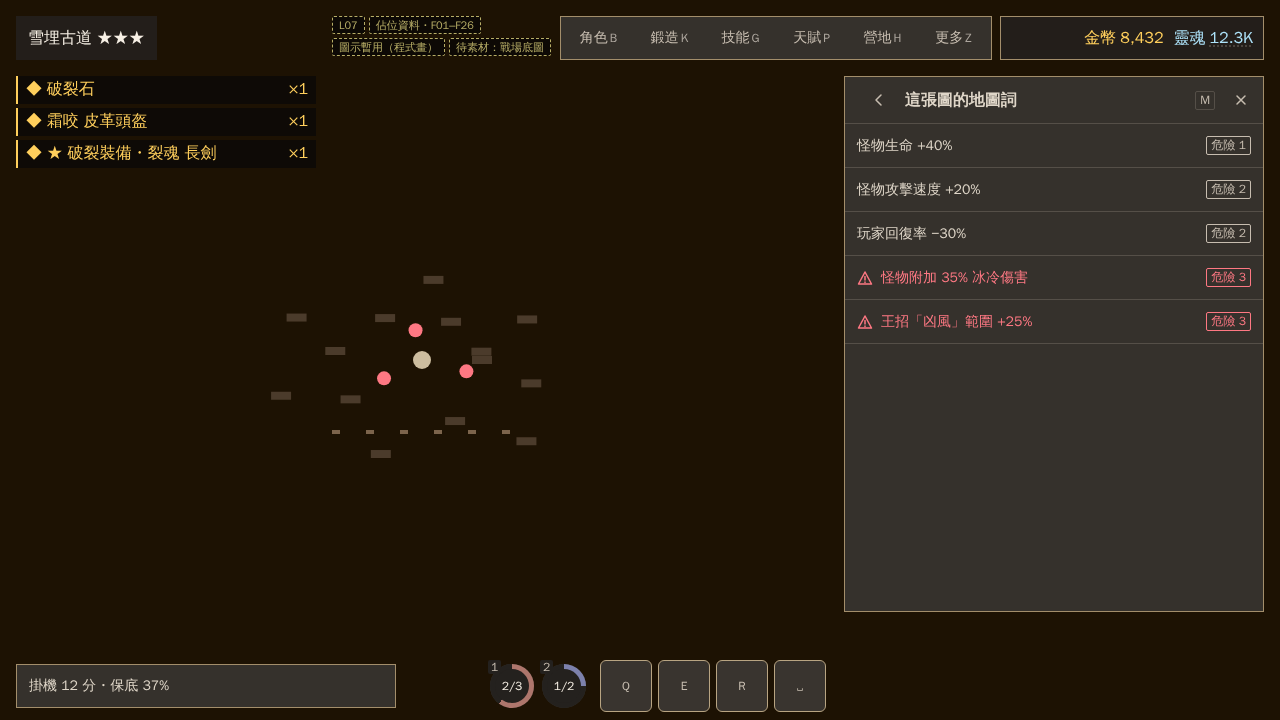 雪埋古道 ★★★
L07 佔位資料・F01–F26
圖示暫用（程式畫） 待素材：戰場底圖
角色B 鍛造K 技能G 天賦P 營地H 更多Z
金幣 8,432 靈魂 12.3K
◆ 破裂石 ×1
◆ 霜咬 皮革頭盔 ×1
◆ ★ 破裂裝備・裂魂 長劍 ×1
這張圖的地圖詞 M
怪物生命 +40% 危險 1
怪物攻擊速度 +20% 危險 2
玩家回復率 −30% 危險 2
怪物附加 35% 冰冷傷害 危險 3
王招「凶風」範圍 +25% 危險 3
掛機 12 分・保底 37%
1 2/3 2 1/2 Q E R ⎵